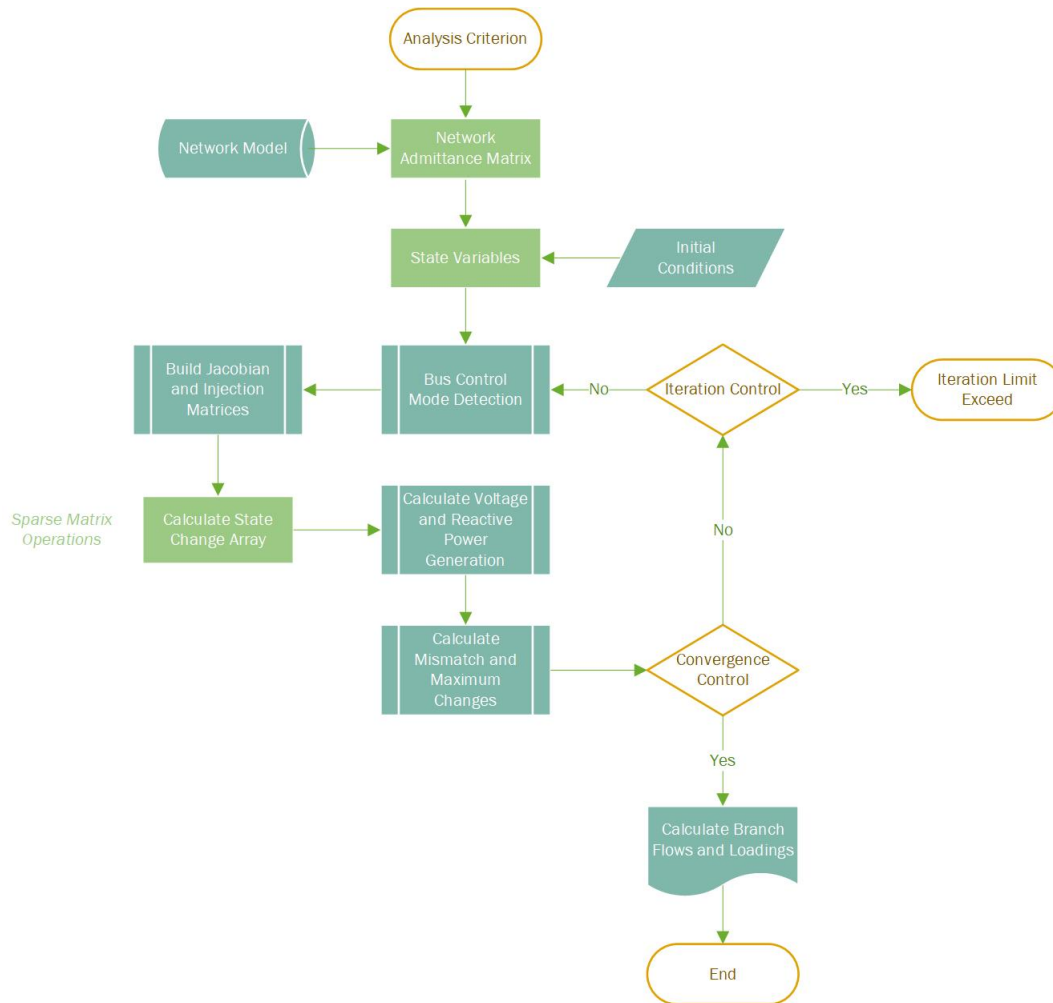 Analysis Criterion
Network Model
Network
Admittance Matrix
State Variables
Initial
Conditions
Build Jacobian
and Injection
Matrices
Bus Control
Mode Detection
No
Iteration Control
Yes
Iteration Limit
Exceed
Sparse Matrix
Operations
Calculate State
Change Array
Calculate Voltage
and Reactive
Power
Generation
No
Calculate
Mismatch and
Maximum
Changes
Convergence
Control
Yes
Calculate Branch
Flows and Loadings
End